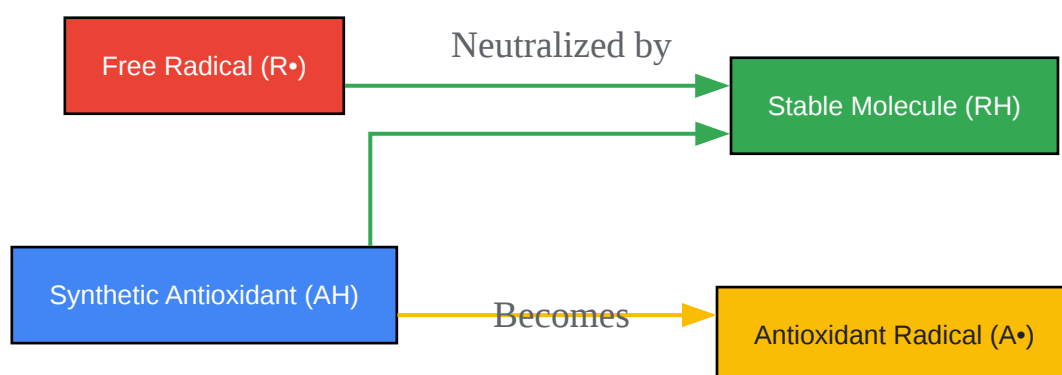 Neutralized by
Free Radical (R•)
Stable Molecule (RH)
Synthetic Antioxidant (AH)
Becomes
Antioxidant Radical (A•)